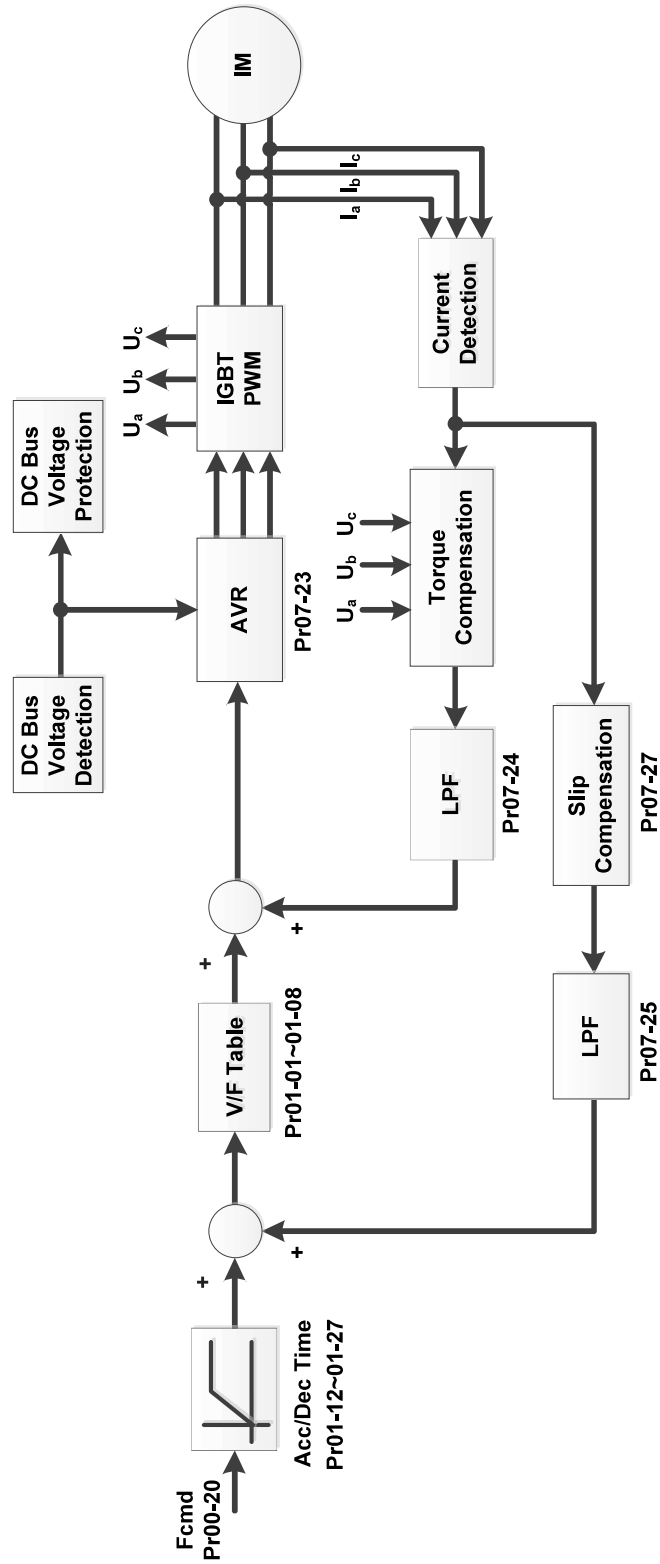 DC Bus
Voltage
Detection
DC Bus
Voltage
Protection
Ua
Ub
Uc
Fcmd
Pr00-20
Acc/Dec Time
Pr01-12~01-27
+
+
V/F Table
Pr01-01~01-08
+
+
AVR
Pr07-23
IGBT
PWM
IM
Ia
Ib
Ic
Ua
Ub
Uc
LPF
Pr07-24
Torque
Compensation
Current
Detection
LPF
Pr07-25
Slip
Compensation
Pr07-27